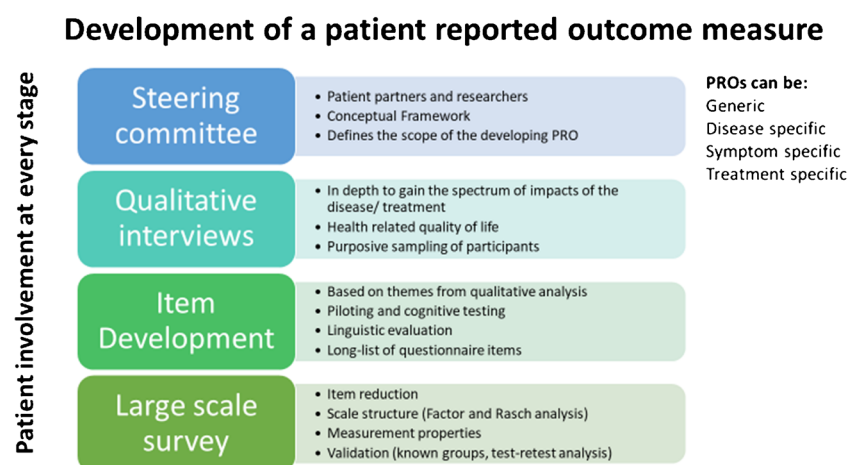 Development of a patient reported outcome measure
Patient involvement at every stage
Steering
committee
• Patient partners and researchers
• Conceptual Framework
• Defines the scope of the developing PRO
Qualitative
interviews
• In depth to gain the spectrum of impacts of the
disease/ treatment
• Health related quality of life
• Purposive sampling of participants
Item
Development
• Based on themes from qualitative analysis
• Piloting and cognitive testing
• Linguistic evaluation
• Long-list of questionnaire items
Large scale
survey
• Item reduction
• Scale structure (Factor and Rasch analysis)
• Measurement properties
• Validation (known groups, test-retest analysis)
PROs can be:
Generic
Disease specific
Symptom specific
Treatment specific